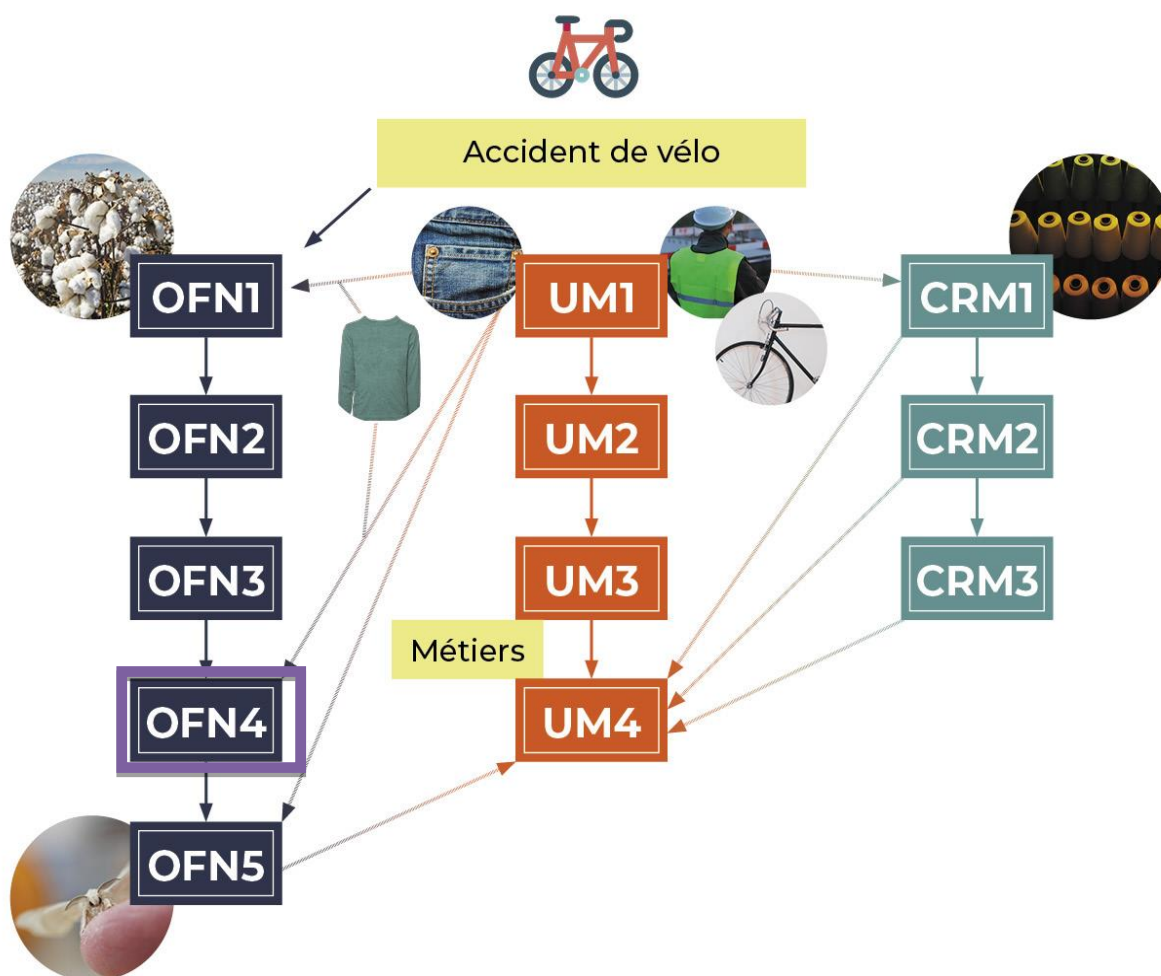 Accident de vélo
OFN1
UM1
CRM1
OFN2
UM2
CRM2
OFN3
UM3
CRM3
Métiers
OFN4
UM4
OFN5